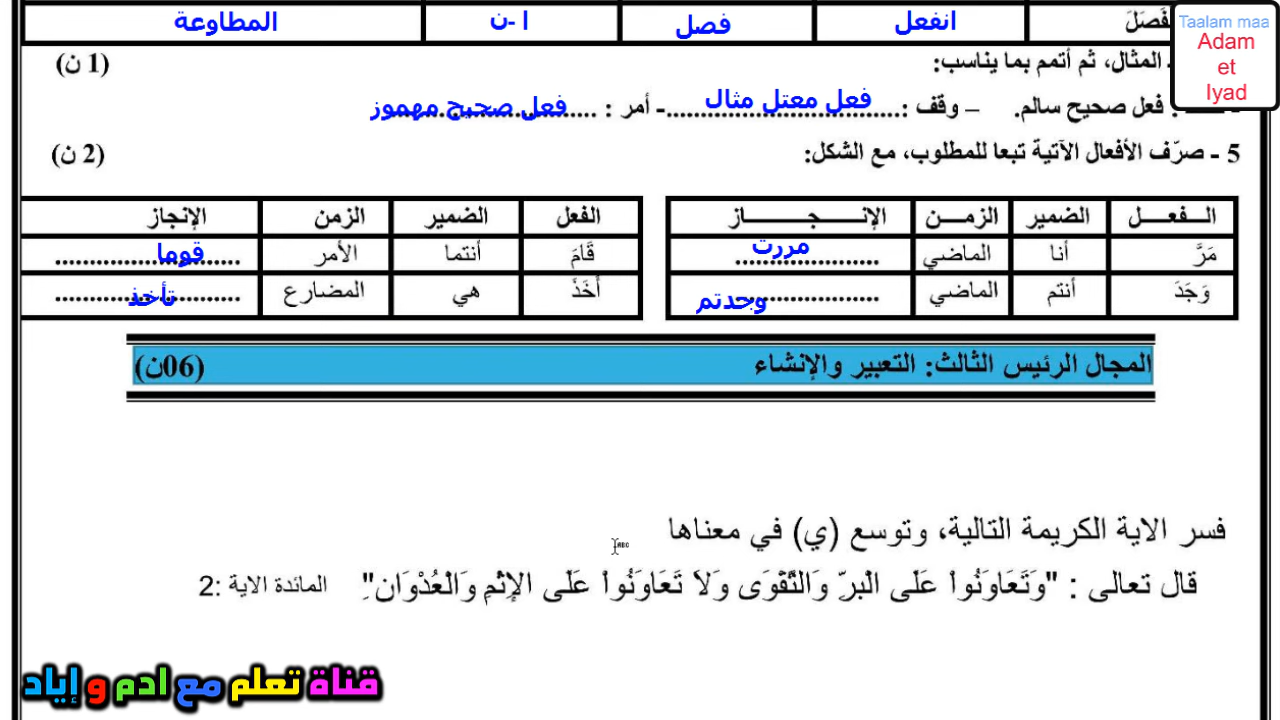 فَصَلَ انفعل فصل ا -ن المطاوعة
Taalam maa
Adam
et
Iyad
المثال، ثم أتمم بما يناسب: (1 ن)
: فعل صحيح سالم. – وقف :فعل معتل مثال- أمر : فعل صحيح مهموز
5 - صرّف الأفعال الآتية تبعا للمطلوب، مع الشكل: (2 ن)
الــفعــل الضمير الزمــن الإنـــــجـــــــــاز
مَرَّ أنا الماضي مررت
وَجَدَ أنتم الماضي وجدتم
الفعل الضمير الزمن الإنجاز
قَامَ أنتما الأمر قوما
أَخَذَ هي المضارع تأخذ
المجال الرئيس الثالث: التعبير والإنشاء (06ن)
فسر الاية الكريمة التالية، وتوسع (ي) في معناها
قال تعالى : "وَتَعَاوَنُواْ عَلَى الْبرِّ وَالتَّقْوَى وَلاَ تَعَاوَنُواْ عَلَى الإِثْمِ وَالْعُدْوَانِ" المائدة الاية :2
قناة تعلم مع ادم و إياد